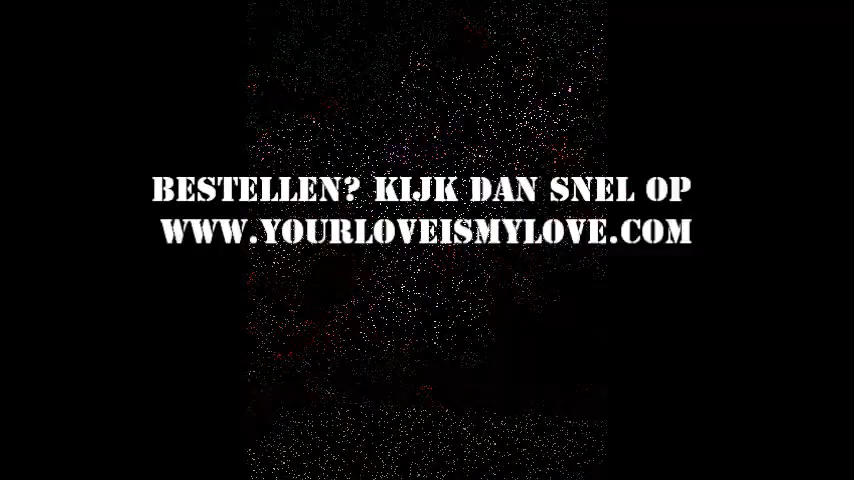 BESTELLEN? KIJK DAN SNEL OP
WWW.YOURLOVEISMYLOVE.COM